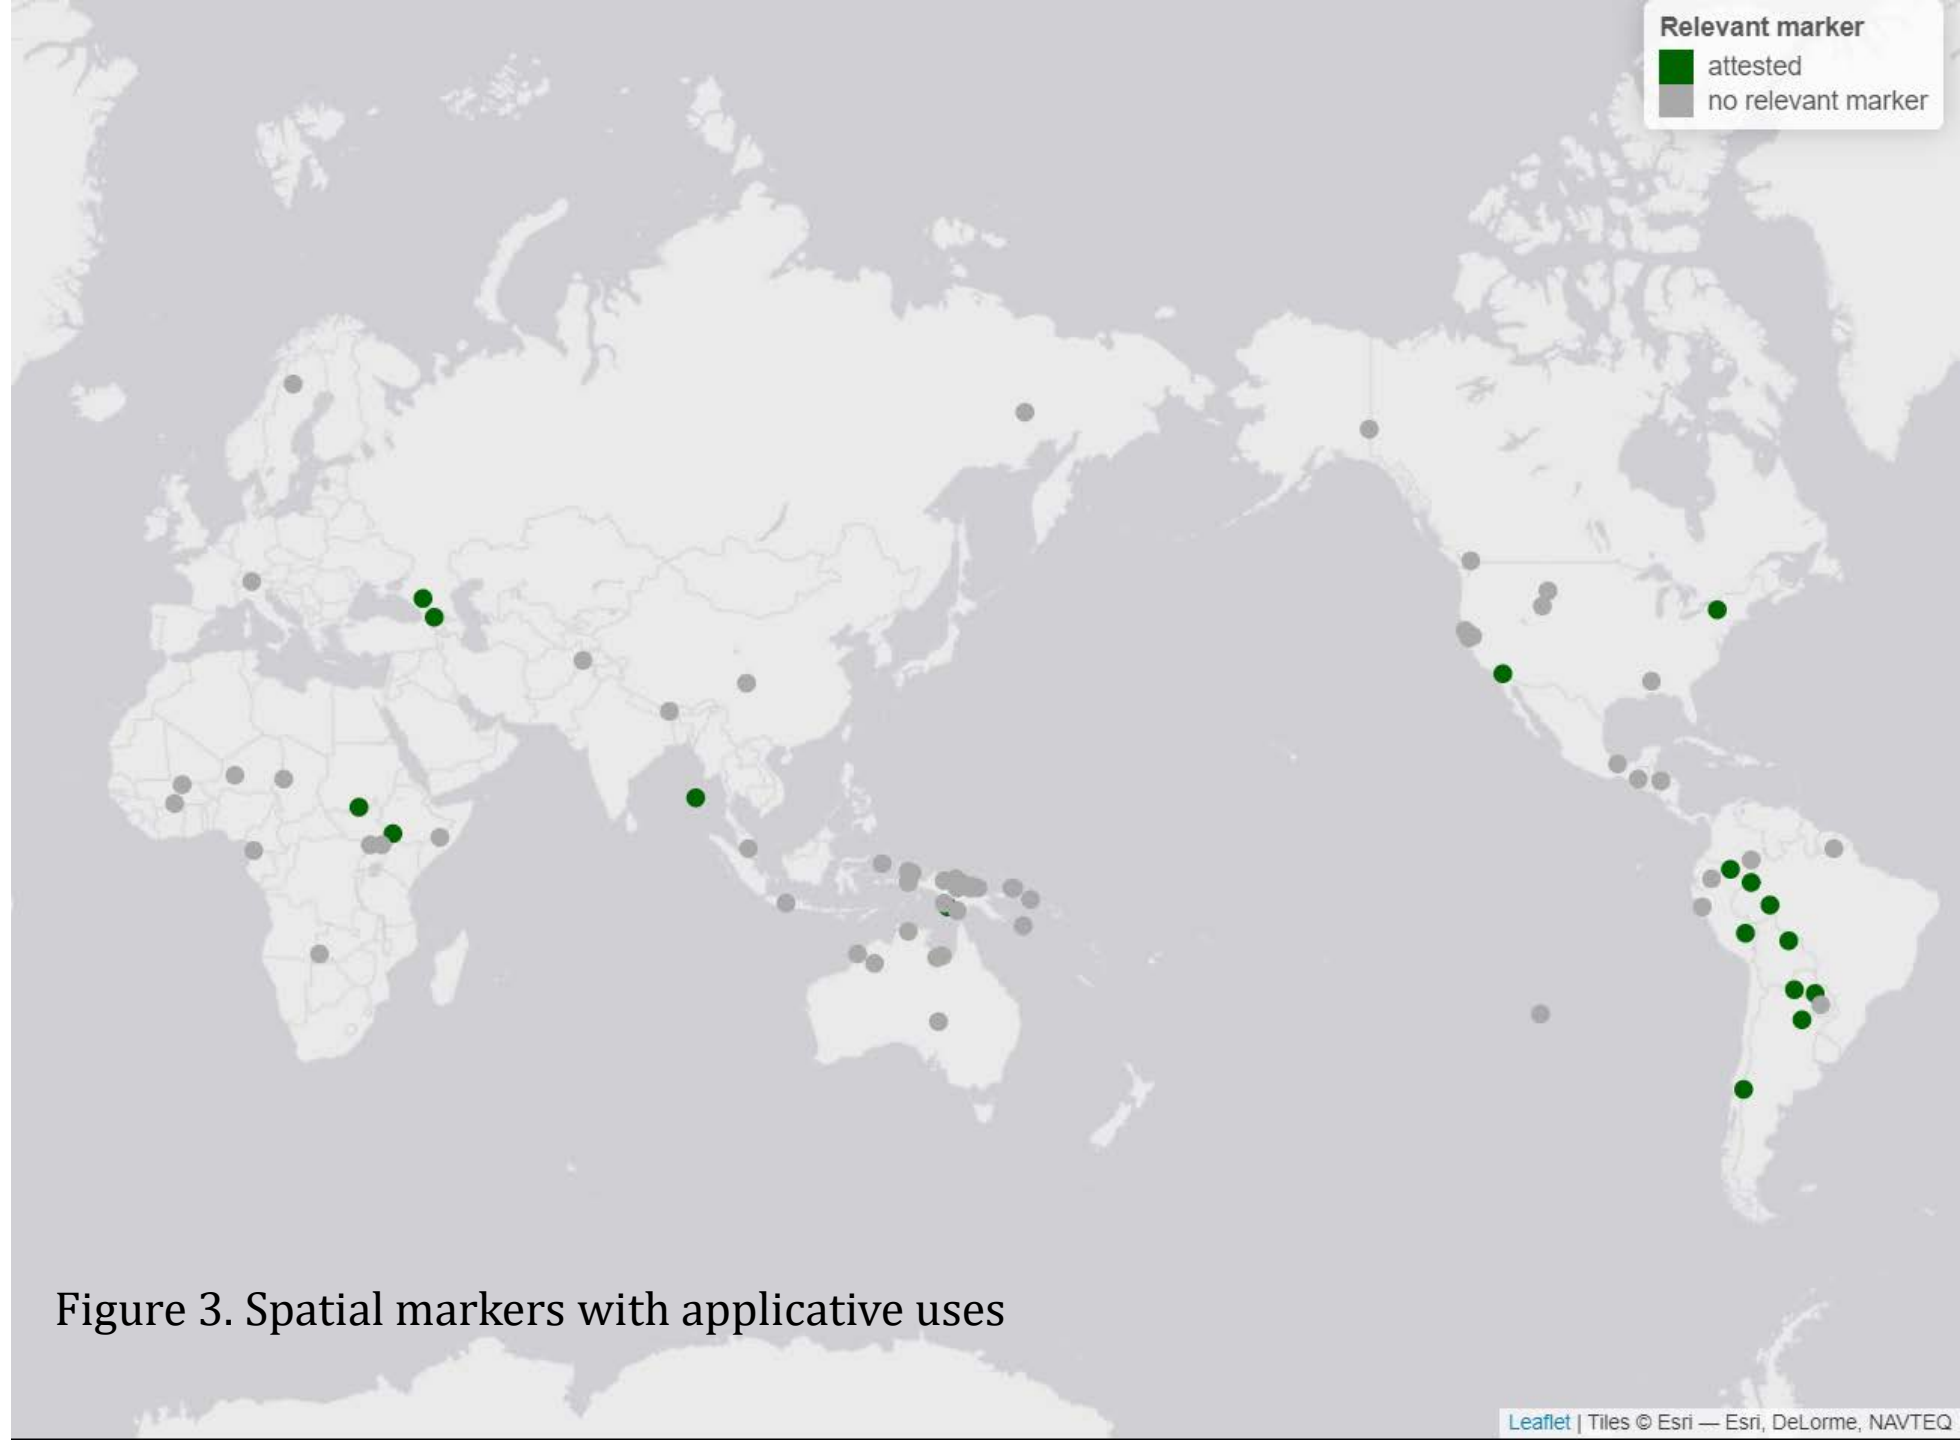 Relevant marker
attested
no relevant marker
Figure 3. Spatial markers with applicative uses
Leaflet | Tiles © Esri — Esri, DeLorme, NAVTEQ